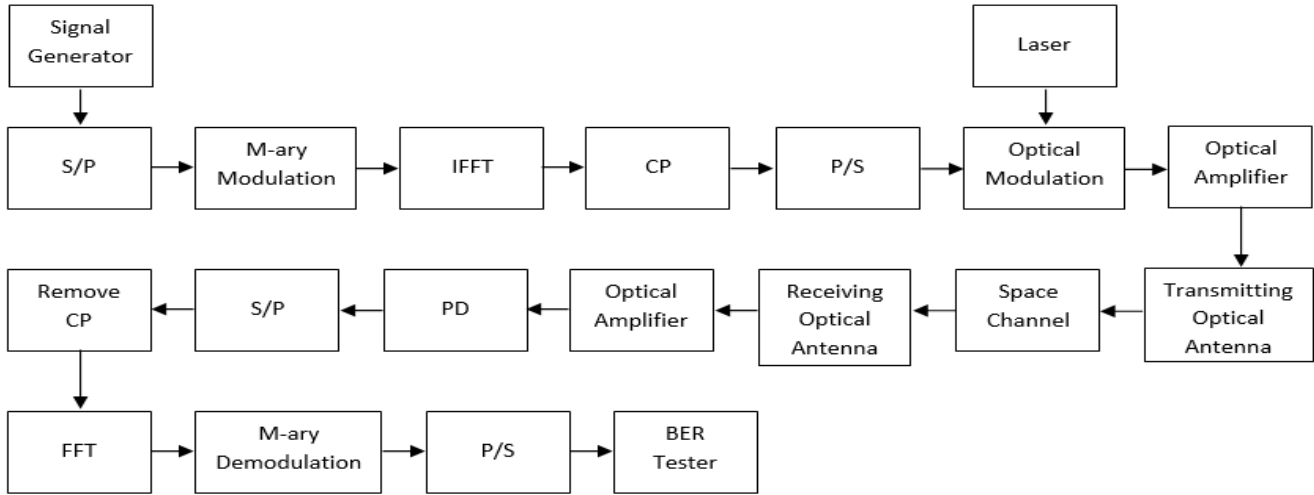 Signal
Generator
Laser
S/P
M-ary
Modulation
IFFT
CP
P/S
Optical
Modulation
Optical
Amplifier
Remove
CP
S/P
PD
Optical
Amplifier
Receiving
Optical
Antenna
Space
Channel
Transmitting
Optical
Antenna
FFT
M-ary
Demodulation
P/S
BER
Tester